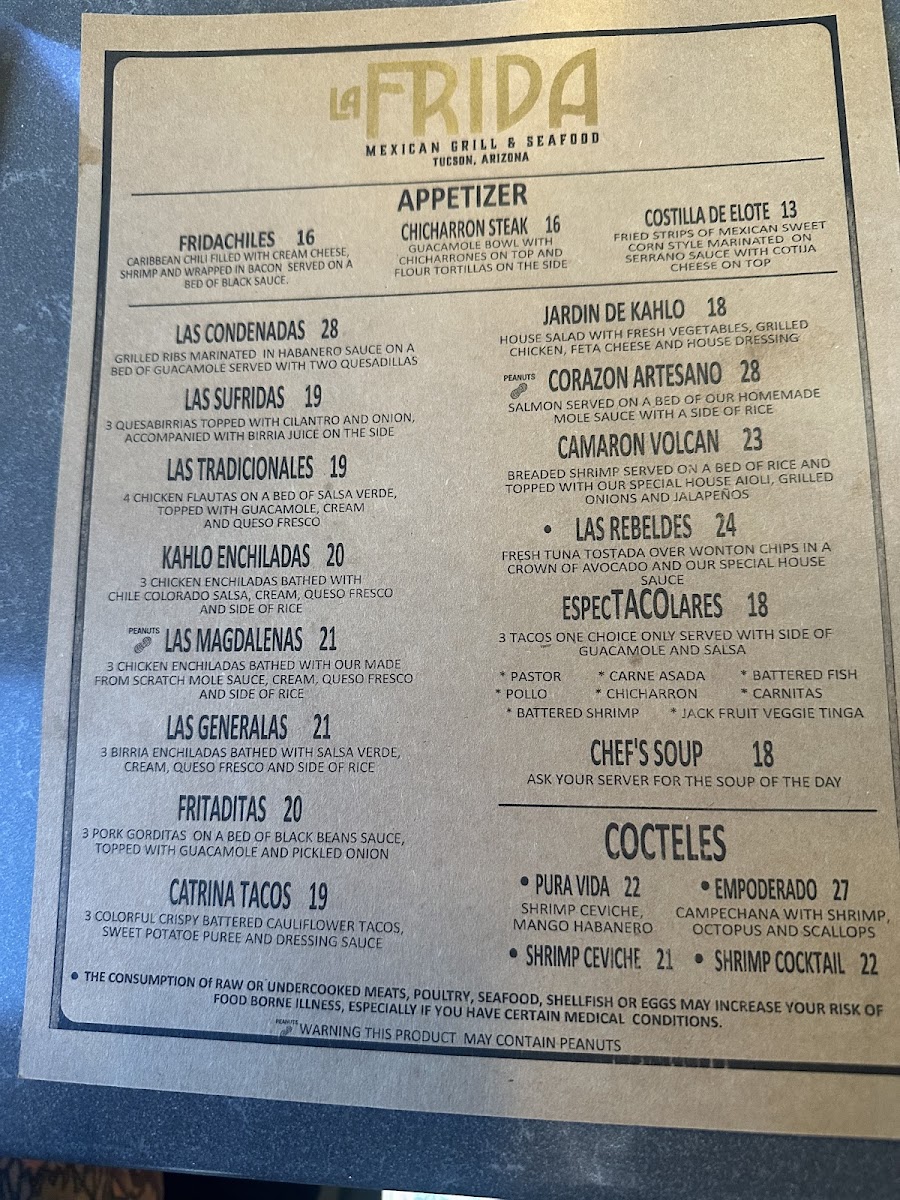 LA FRIDA
MEXICAN GRILL & SEAFOOD
TUCSON, ARIZONA
APPETIZER
FRIDACHILES 16
CARIBBEAN CHILI FILLED WITH CREAM CHEESE,
SHRIMP AND WRAPPED IN BACON SERVED ON A
BED OF BLACK SAUCE.
CHICHARRON STEAK 16
GUACAMOLE BOWL WITH
CHICHARRONES ON TOP AND
FLOUR TORTILLAS ON THE SIDE
COSTILLA DE ELOTE 13
FRIED STRIPS OF MEXICAN SWEET
CORN STYLE MARINATED ON
SERRANO SAUCE WITH COTIJA
CHEESE ON TOP
LAS CONDENADAS 28
GRILLED RIBS MARINATED IN HABANERO SAUCE ON A
BED OF GUACAMOLE SERVED WITH TWO QUESADILLAS
LAS SUFRIDAS 19
3 QUESABIRRIAS TOPPED WITH CILANTRO AND ONION,
ACCOMPANIED WITH BIRRIA JUICE ON THE SIDE
LAS TRADICIONALES 19
4 CHICKEN FLAUTAS ON A BED OF SALSA VERDE,
TOPPED WITH GUACAMOLE, CREAM
AND QUESO FRESCO
KAHLO ENCHILADAS 20
3 CHICKEN ENCHILADAS BATHED WITH
CHILE COLORADO SALSA, CREAM, QUESO FRESCO
AND SIDE OF RICE
PEANUTS
LAS MAGDALENAS 21
3 CHICKEN ENCHILADAS BATHED WITH OUR MADE
FROM SCRATCH MOLE SAUCE, CREAM, QUESO FRESCO
AND SIDE OF RICE
LAS GENERALAS 21
3 BIRRIA ENCHILADAS BATHED WITH SALSA VERDE,
CREAM, QUESO FRESCO AND SIDE OF RICE
FRITADITAS 20
3 PORK GORDITAS ON A BED OF BLACK BEANS SAUCE,
TOPPED WITH GUACAMOLE AND PICKLED ONION
CATRINA TACOS 19
3 COLORFUL CRISPY BATTERED CAULIFLOWER TACOS,
SWEET POTATOE PUREE AND DRESSING SAUCE
JARDIN DE KAHLO 18
HOUSE SALAD WITH FRESH VEGETABLES, GRILLED
CHICKEN, FETA CHEESE AND HOUSE DRESSING
PEANUTS
CORAZON ARTESANO 28
SALMON SERVED ON A BED OF OUR HOMEMADE
MOLE SAUCE WITH A SIDE OF RICE
CAMARON VOLCAN 23
BREADED SHRIMP SERVED ON A BED OF RICE AND
TOPPED WITH OUR SPECIAL HOUSE AIOLI, GRILLED
ONIONS AND JALAPEÑOS
• LAS REBELDES 24
FRESH TUNA TOSTADA OVER WONTON CHIPS IN A
CROWN OF AVOCADO AND OUR SPECIAL HOUSE
SAUCE
ESPECTACOLARES 18
3 TACOS ONE CHOICE ONLY SERVED WITH SIDE OF
GUACAMOLE AND SALSA
* PASTOR * CARNE ASADA * BATTERED FISH
* POLLO * CHICHARRON * CARNITAS
* BATTERED SHRIMP * JACK FRUIT VEGGIE TINGA
CHEF'S SOUP 18
ASK YOUR SERVER FOR THE SOUP OF THE DAY
COCTELES
• PURA VIDA 22
SHRIMP CEVICHE,
MANGO HABANERO
• EMPODERADO 27
CAMPECHANA WITH SHRIMP,
OCTOPUS AND SCALLOPS
• SHRIMP CEVICHE 21 • SHRIMP COCKTAIL 22
• THE CONSUMPTION OF RAW OR UNDERCOOKED MEATS, POULTRY, SEAFOOD, SHELLFISH OR EGGS MAY INCREASE YOUR RISK OF
FOOD BORNE ILLNESS, ESPECIALLY IF YOU HAVE CERTAIN MEDICAL CONDITIONS.
PEANUTS WARNING THIS PRODUCT MAY CONTAIN PEANUTS